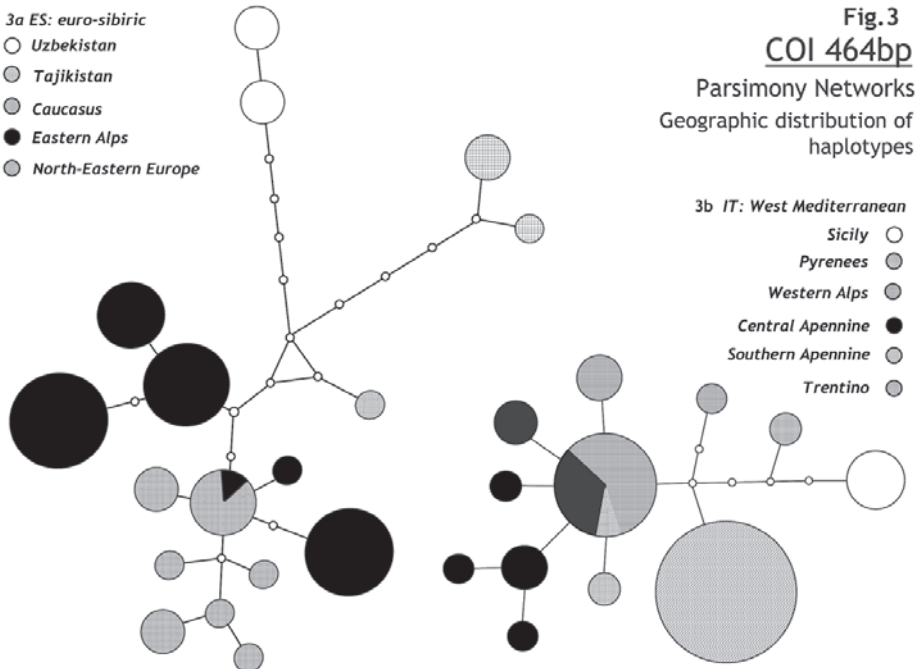 3a ES: euro-sibiric
Uzbekistan
Tajikistan
Caucasus
Eastern Alps
North-Eastern Europe
Fig.3
COI 464bp
Parsimony Networks
Geographic distribution of
haplotypes
3b IT: West Mediterranean
Sicily
Pyrenees
Western Alps
Central Apennine
Southern Apennine
Trentino